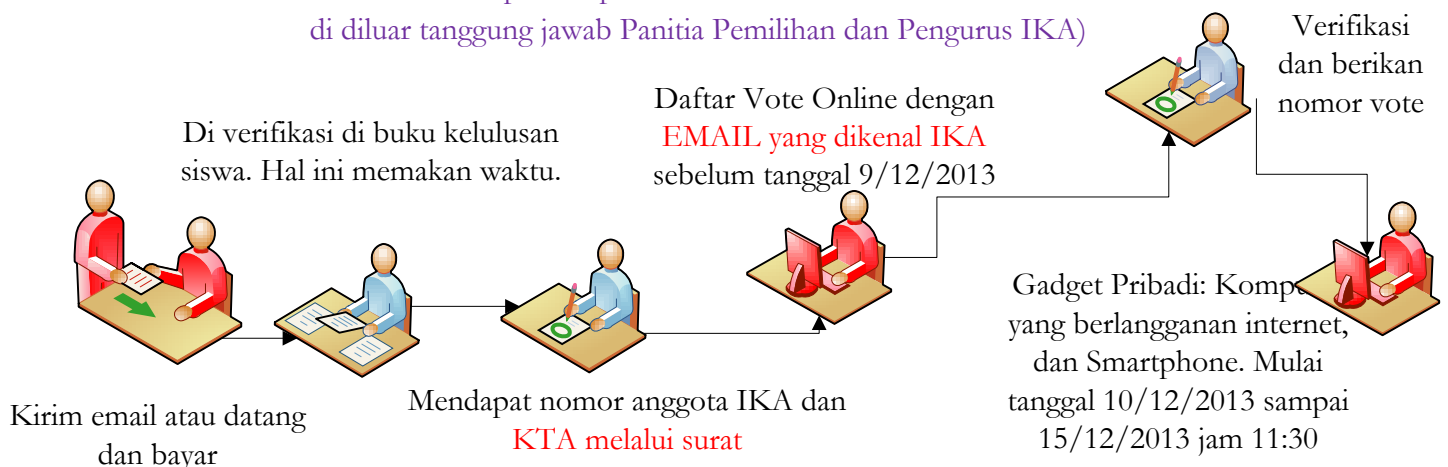 di diluar tanggung jawab Panitia Pemilihan dan Pengurus IKA)
Verifikasi
dan berikan
nomor vote
Daftar Vote Online dengan
EMAIL yang dikenal IKA
sebelum tanggal 9/12/2013
Di verifikasi di buku kelulusan
siswa. Hal ini memakan waktu.
Gadget Pribadi: Kompu
yang berlangganan internet,
dan Smartphone. Mulai
tanggal 10/12/2013 sampai
15/12/2013 jam 11:30
Mendapat nomor anggota IKA dan
KTA melalui surat
Kirim email atau datang
dan bayar